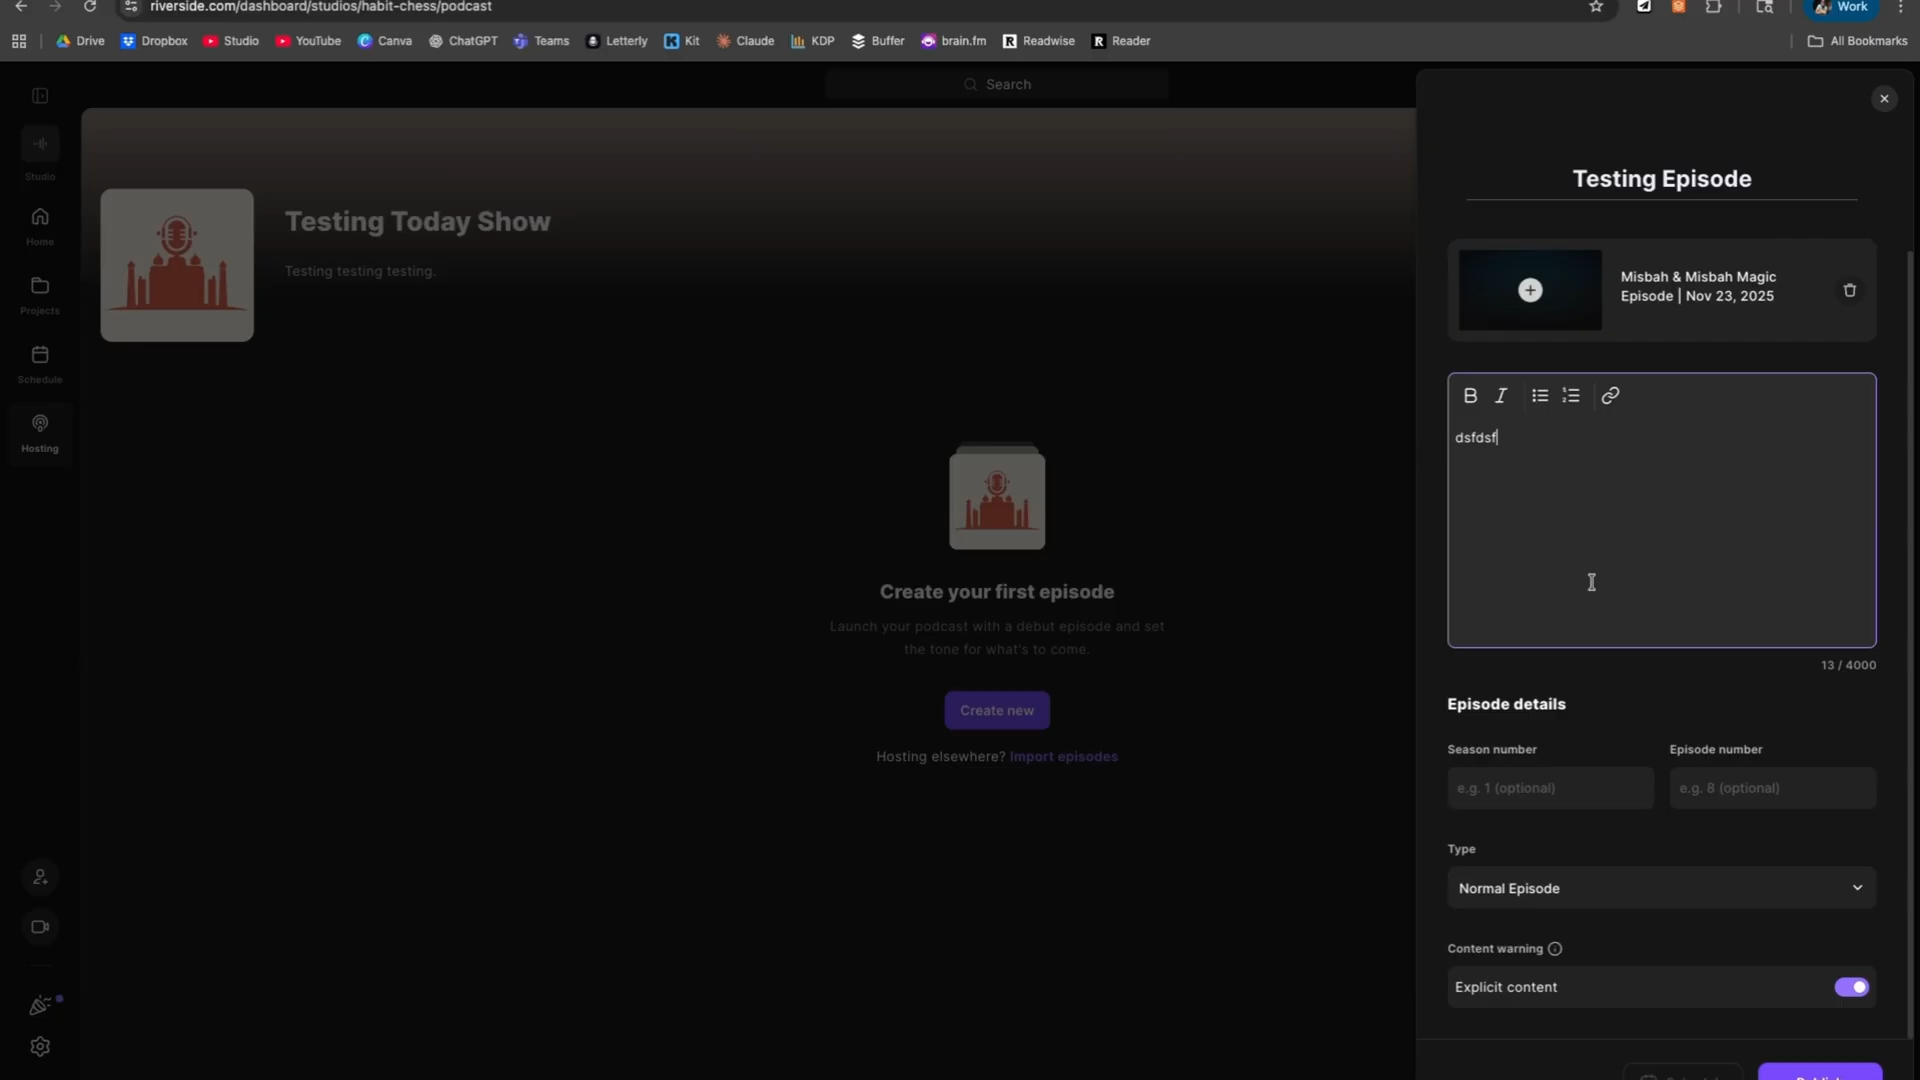 riverside.com/dashboard/studios/habit-chess/podcast
Work
Drive
Dropbox
Studio
YouTube
Canva
ChatGPT
Teams
Letterly
Kit
Claude
KDP
Buffer
brain.fm
Readwise
Reader
All Bookmarks
Search
Studio
Home
Projects
Schedule
Hosting
Testing Today Show
Testing testing testing.
Create your first episode
Launch your podcast with a debut episode and set
the tone for what's to come.
Create new
Hosting elsewhere? Import episodes
Testing Episode
Misbah & Misbah Magic
Episode | Nov 23, 2025
B I
dsfdsf
13 / 4000
Episode details
Season number
Episode number
e.g. 1 (optional)
e.g. 8 (optional)
Type
Normal Episode
Content warning
Explicit content